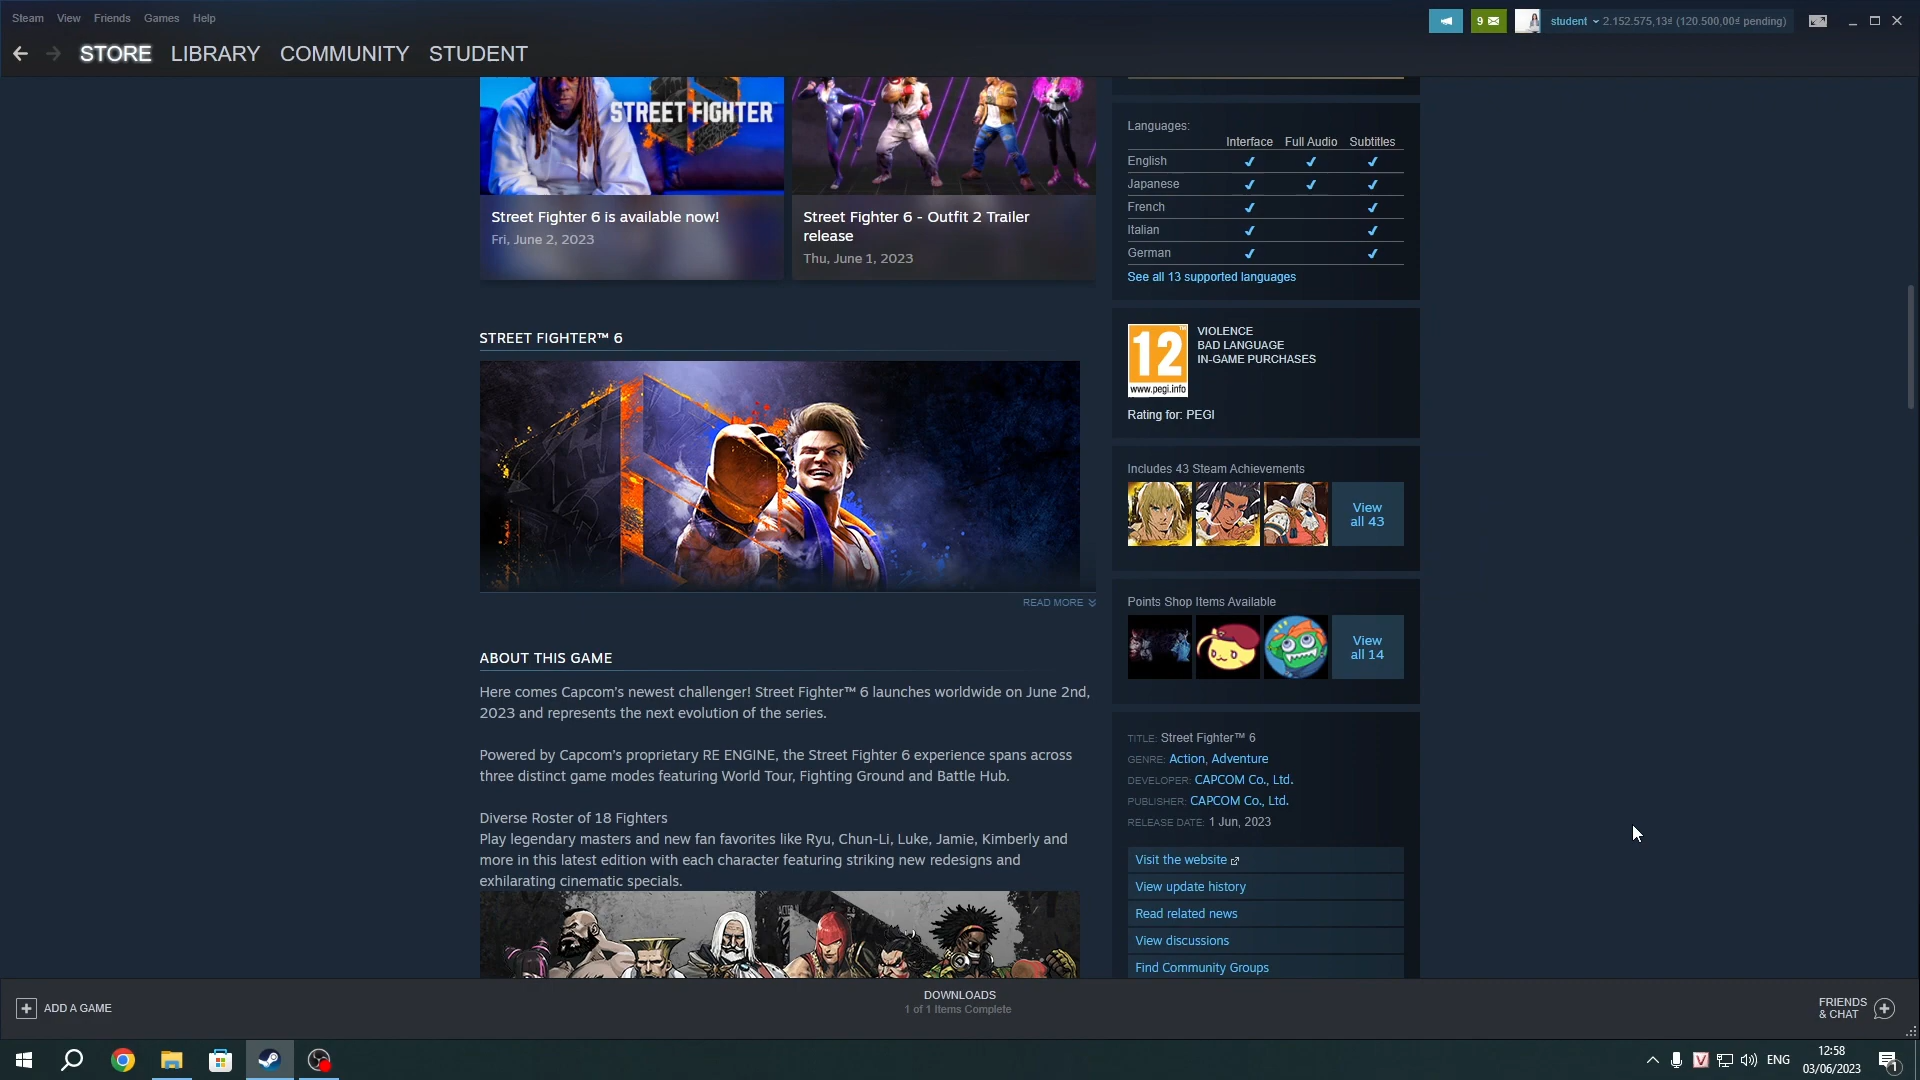 Steam View Friends Games Help
9
student 2.152.575,13₫ (120.500,00₫ pending)
STORE LIBRARY COMMUNITY STUDENT
STREET FIGHTER
Street Fighter 6 is available now!
Fri, June 2, 2023
Street Fighter 6 - Outfit 2 Trailer
release
Thu, June 1, 2023
STREET FIGHTER™ 6
READ MORE
ABOUT THIS GAME
Here comes Capcom's newest challenger! Street Fighter™ 6 launches worldwide on June 2nd,
2023 and represents the next evolution of the series.
Powered by Capcom's proprietary RE ENGINE, the Street Fighter 6 experience spans across
three distinct game modes featuring World Tour, Fighting Ground and Battle Hub.
Diverse Roster of 18 Fighters
Play legendary masters and new fan favorites like Ryu, Chun-Li, Luke, Jamie, Kimberly and
more in this latest edition with each character featuring striking new redesigns and
exhilarating cinematic specials.
Languages:
Interface Full Audio Subtitles
English ✔ ✔ ✔
Japanese ✔ ✔ ✔
French ✔ ✔
Italian ✔ ✔
German ✔ ✔
See all 13 supported languages
12
www.pegi.info
VIOLENCE
BAD LANGUAGE
IN-GAME PURCHASES
Rating for: PEGI
Includes 43 Steam Achievements
View
all 43
Points Shop Items Available
View
all 14
TITLE: Street Fighter™ 6
GENRE: Action, Adventure
DEVELOPER: CAPCOM Co., Ltd.
PUBLISHER: CAPCOM Co., Ltd.
RELEASE DATE: 1 Jun, 2023
Visit the website
View update history
Read related news
View discussions
Find Community Groups
ADD A GAME
DOWNLOADS
1 of 1 Items Complete
FRIENDS
& CHAT
V
ENG
12:58
03/06/2023
1